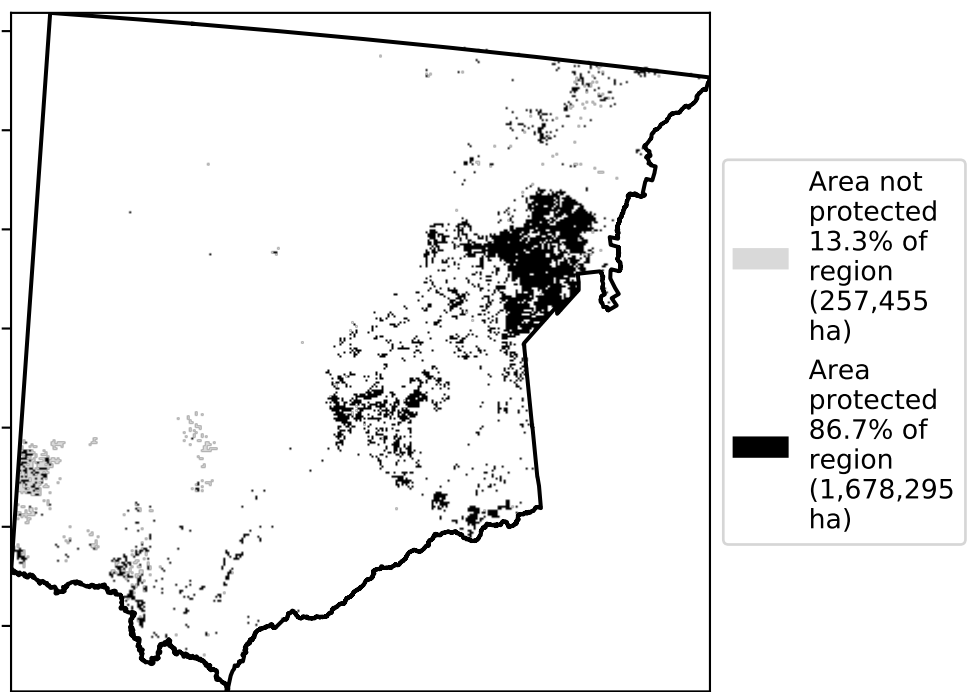 Area not
protected
13.3% of
region
(257,455
ha)
Area
protected
86.7% of
region
(1,678,295
ha)